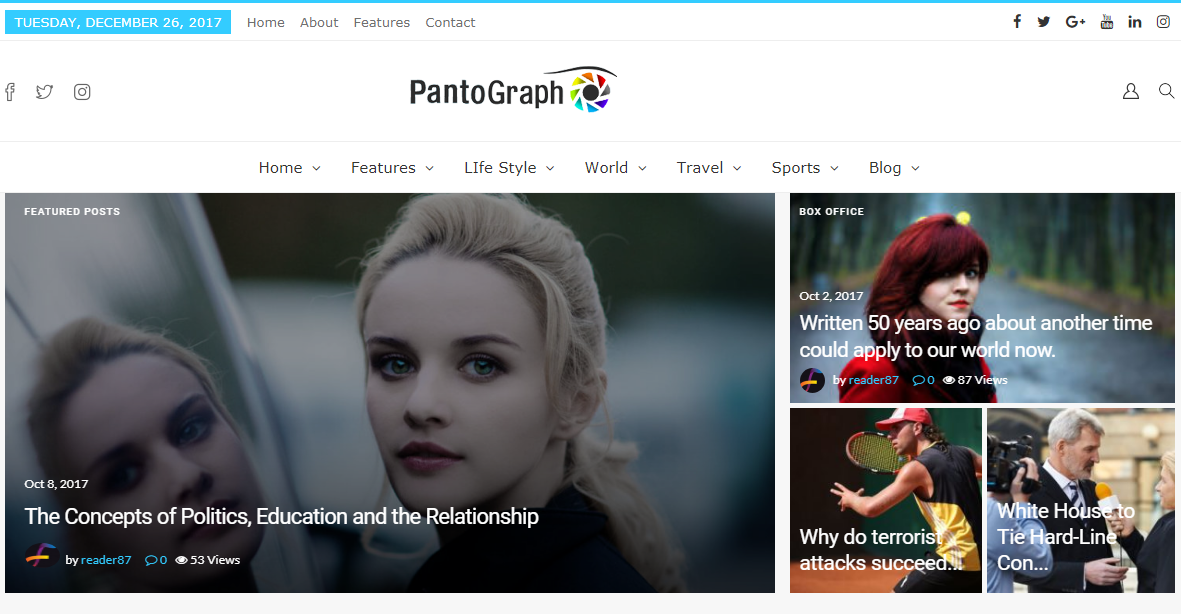 TUESDAY, DECEMBER 26, 2017 Home About Features Contact
PantoGraph
Home Features LIfe Style World Travel Sports Blog
FEATURED POSTS
Oct 8, 2017
The Concepts of Politics, Education and the Relationship
by reader87 0 53 Views
BOX OFFICE
Oct 2, 2017
Written 50 years ago about another time
could apply to our world now.
by reader87 0 87 Views
Why do terrorist
attacks succeed...
White House to
Tie Hard-Line
Con...